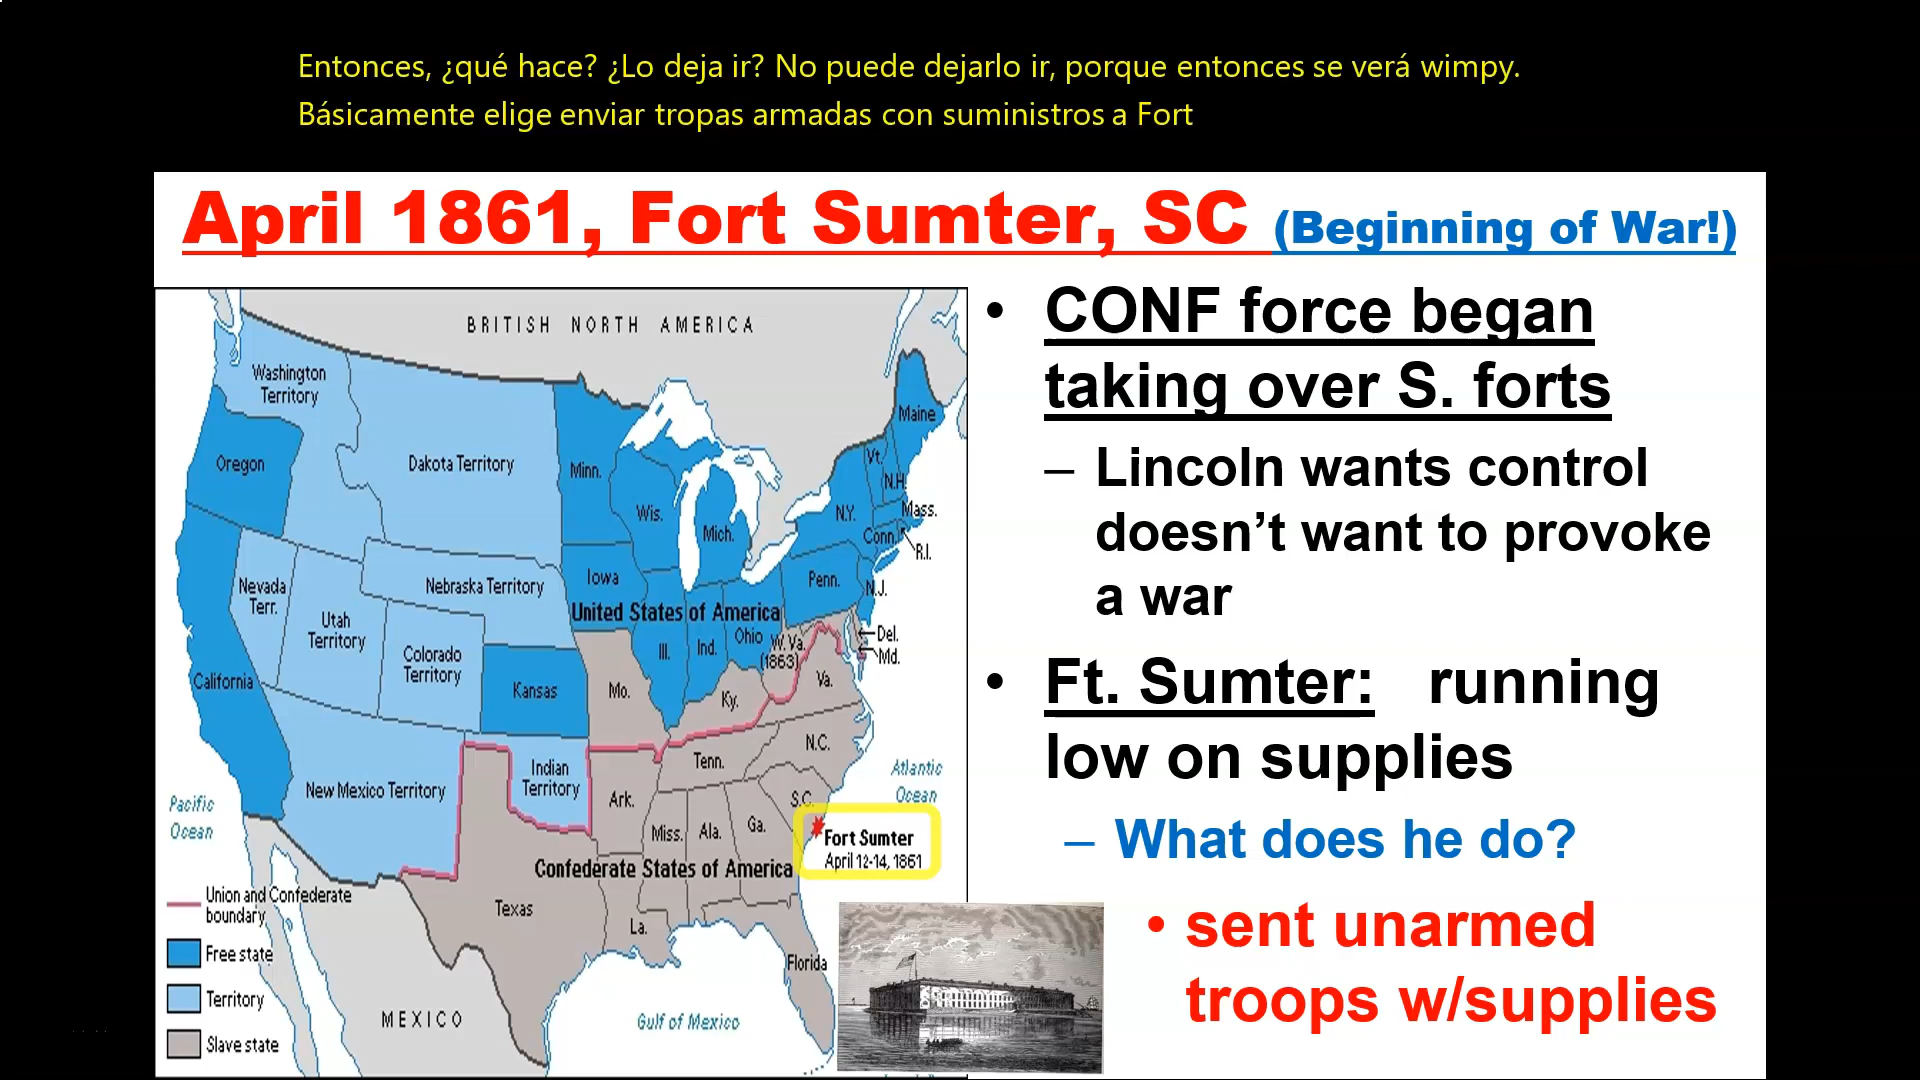 Entonces, ¿qué hace? ¿Lo deja ir? No puede dejarlo ir, porque entonces se verá wimpy.
Básicamente elige enviar tropas armadas con suministros a Fort
April 1861, Fort Sumter, SC (Beginning of War!)
• CONF force began
taking over S. forts
– Lincoln wants control
doesn't want to provoke
a war
• Ft. Sumter: running
low on supplies
– What does he do?
• sent unarmed
troops w/supplies
BRITISH NORTH AMERICA
Washington
Territory
Oregon
Dakota Territory
Minn.
Wis.
Mich.
Maine
Vt.
N.H.
N.Y.
Mass.
Conn.
R.I.
Nevada
Terr.
Utah
Territory
Nebraska Territory
Iowa
Penn.
N.J.
United States of America
Colorado
Territory
California
Kansas
Mo.
Ill.
Ind.
Ohio
W. Va.
(1863)
Del.
Md.
Va.
Ky.
N.C.
Tenn.
Atlantic
Ocean
Pacific
Ocean
New Mexico Territory
Indian
Territory
Ark.
S.C.
Miss.
Ala.
Ga.
Fort Sumter
April 12-14, 1861
Confederate States of America
Texas
La.
Florida
Gulf of Mexico
MEXICO
Union and Confederate
boundary
Free state
Territory
Slave state